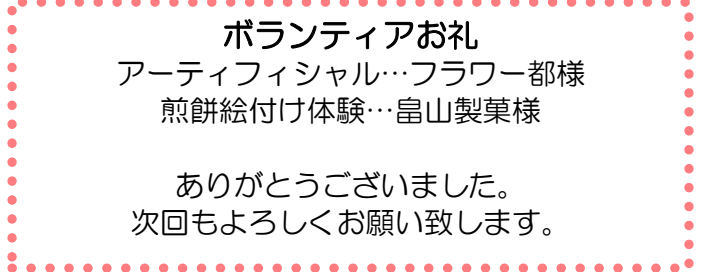 ボランティアお礼
アーティフィシャル…フラワー都様
煎餅絵付け体験…畠山製菓様
ありがとうございました。
次回もよろしくお願い致します。